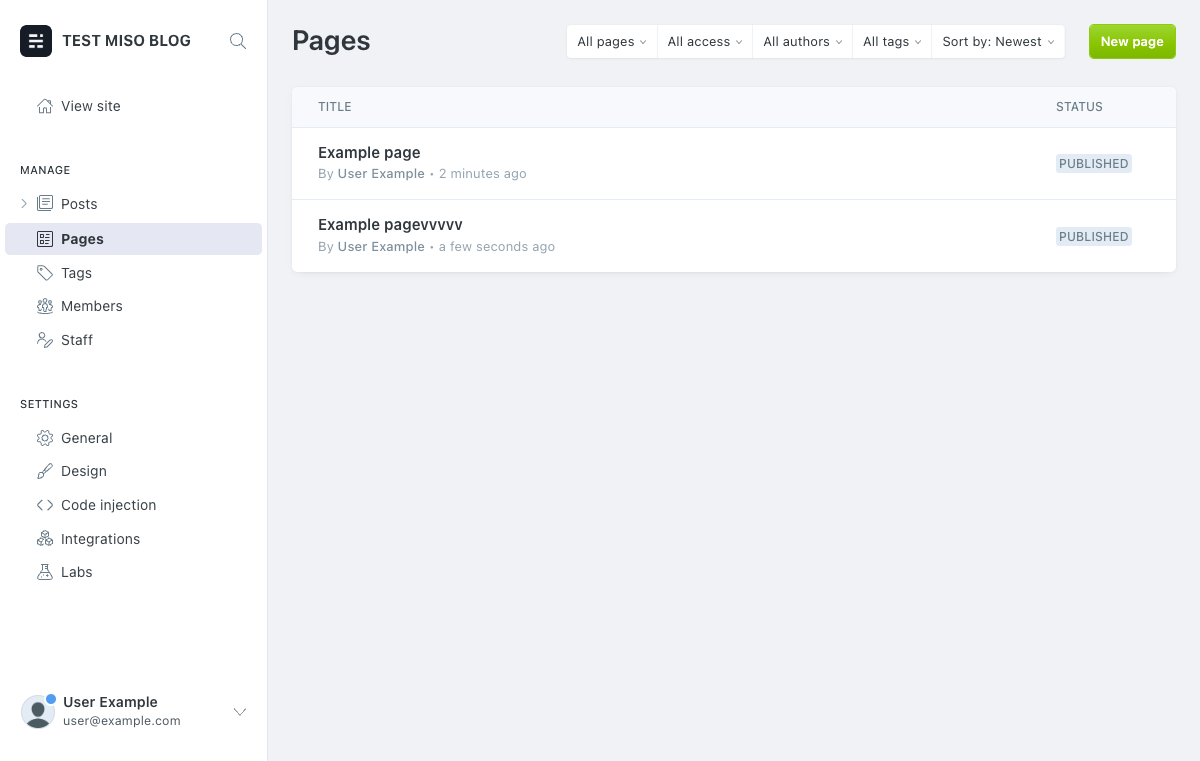 TEST MISO BLOG
View site
MANAGE
Posts
Pages
Tags
Members
Staff
SETTINGS
General
Design
Code injection
Integrations
Labs
User Example
user@example.com
Pages
All pages
All access
All authors
All tags
Sort by: Newest
New page
TITLE STATUS
Example page
By User Example • 2 minutes ago
PUBLISHED
Example pagevvvvv
By User Example • a few seconds ago
PUBLISHED